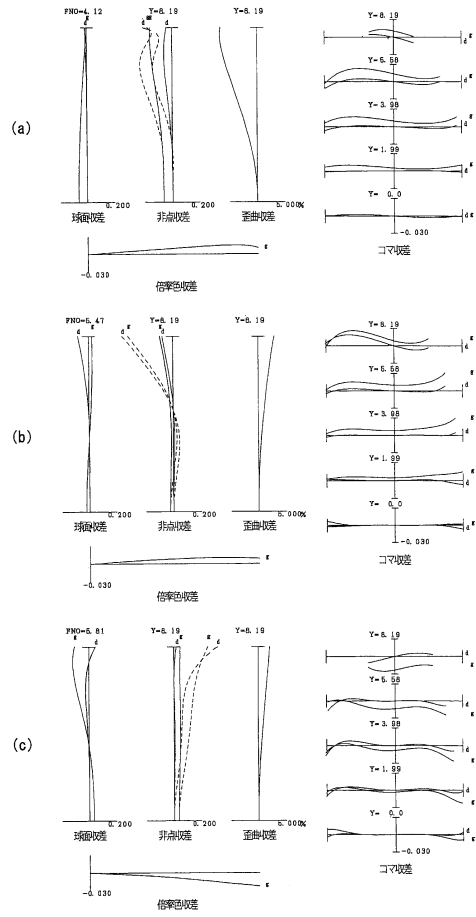 (a)
FNO=4.12
Y=8.19
Y=8.19
d g
d g
0.200
0.200
5.000%
球面収差
非点収差
歪曲収差
g
-0.030
倍率色収差
Y=8.19
g
d
Y=5.58
g
d
Y=3.98
g
d
Y=1.99
g
d
Y= 0.0
d g
-0.030
コマ収差
(b)
FNO=5.47
Y=8.19
Y=8.19
d
g
d
g
g
d
0.200
0.200
5.000%
球面収差
非点収差
歪曲収差
g
-0.030
倍率色収差
Y=8.19
g
d
Y=5.58
g
d
Y=3.98
g
d
Y=1.99
g
d
Y= 0.0
g
d
-0.030
コマ収差
(c)
FNO=5.81
Y=8.19
Y=8.19
g
d
d
g
g
d
0.200
0.200
5.000%
球面収差
非点収差
歪曲収差
-0.030
g
倍率色収差
Y=8.19
d
g
Y=5.58
d
g
Y=3.98
d
g
Y=1.99
d
g
Y= 0.0
d
g
-0.030
コマ収差